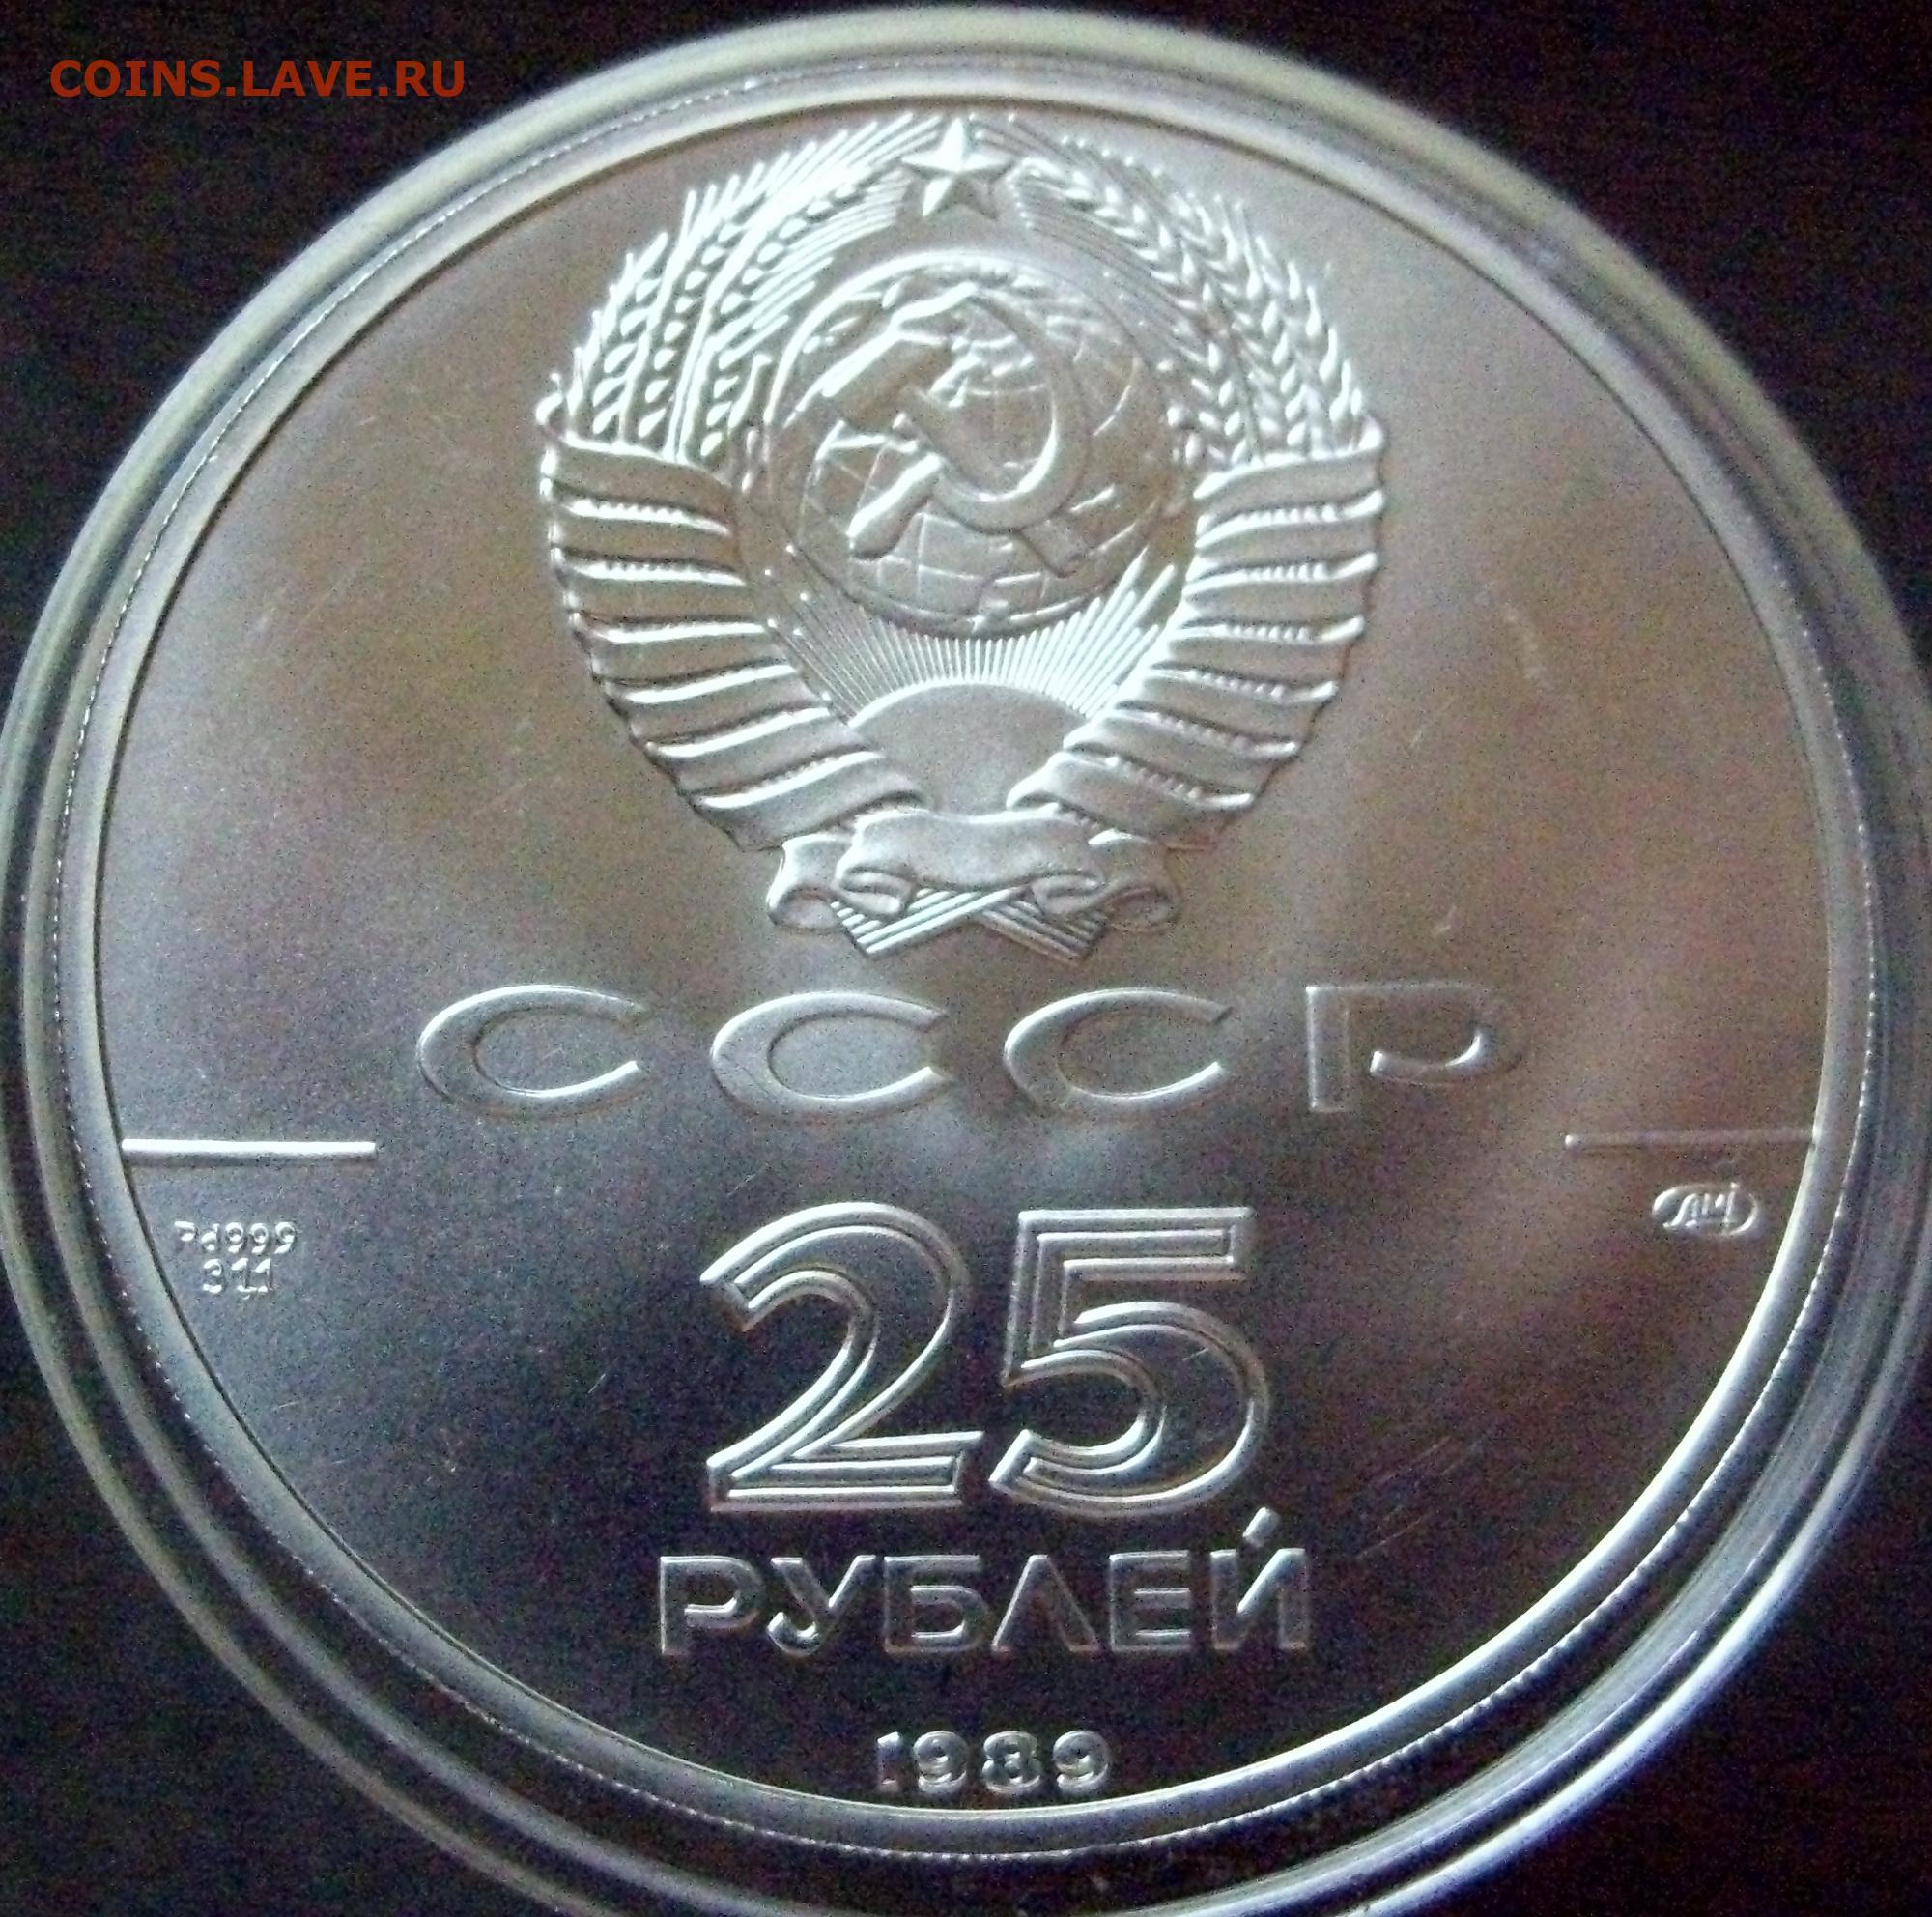 COINS.LAVE.RU
СССР
Pd999
31,1
ЛМД
25
РУБЛЕЙ
1989